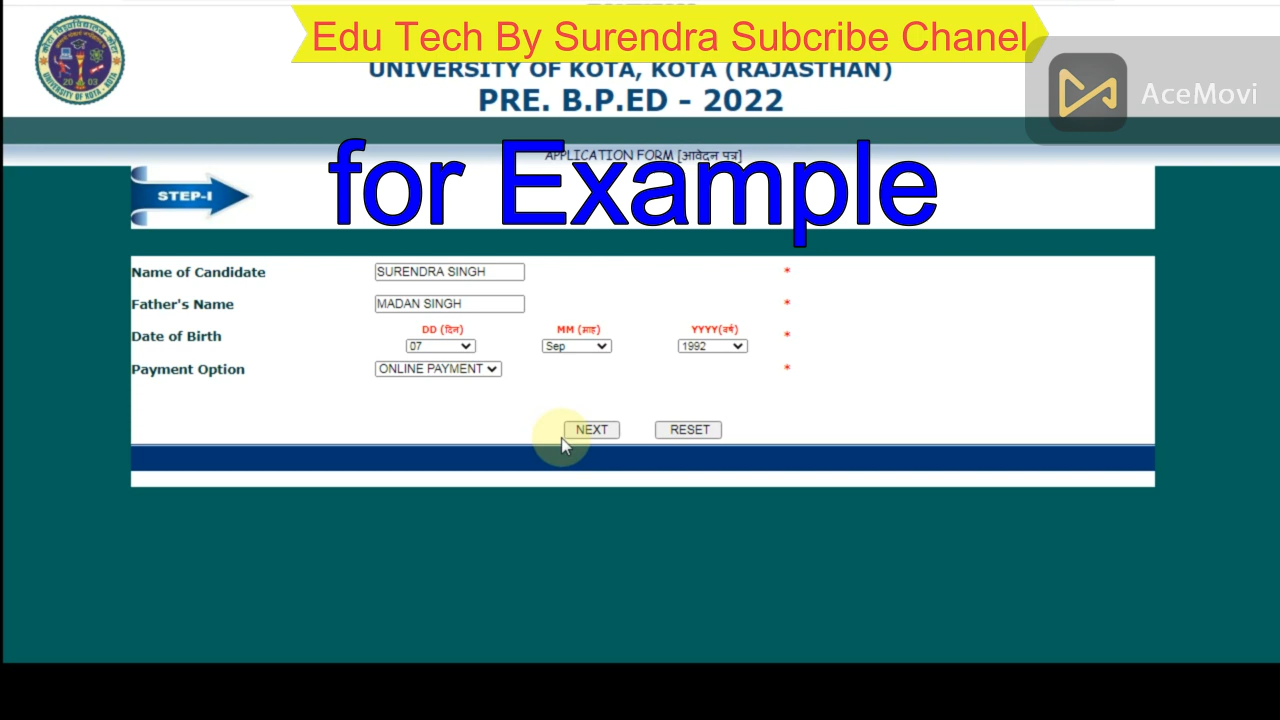 Edu Tech By Surendra Subcribe Chanel
UNIVERSITY OF KOTA, KOTA (RAJASTHAN)
AceMovi
PRE. B.P.ED - 2022
APPLICATION FORM [आवेदन पत्र]
for Example
STEP-I
Name of Candidate SURENDRA SINGH *
Father's Name MADAN SINGH *
DD (दिन) MM (माह) YYYY(वर्ष)
Date of Birth 07 Sep 1992 *
Payment Option ONLINE PAYMENT *
NEXT RESET